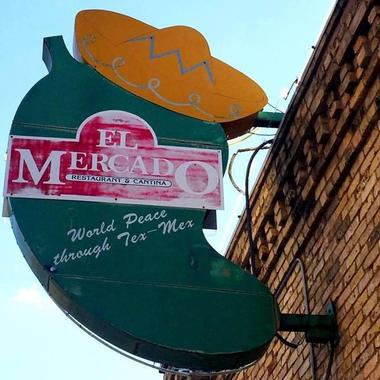 EL
MERCADO
RESTAURANT & CANTINA
World Peace
through Tex-Mex